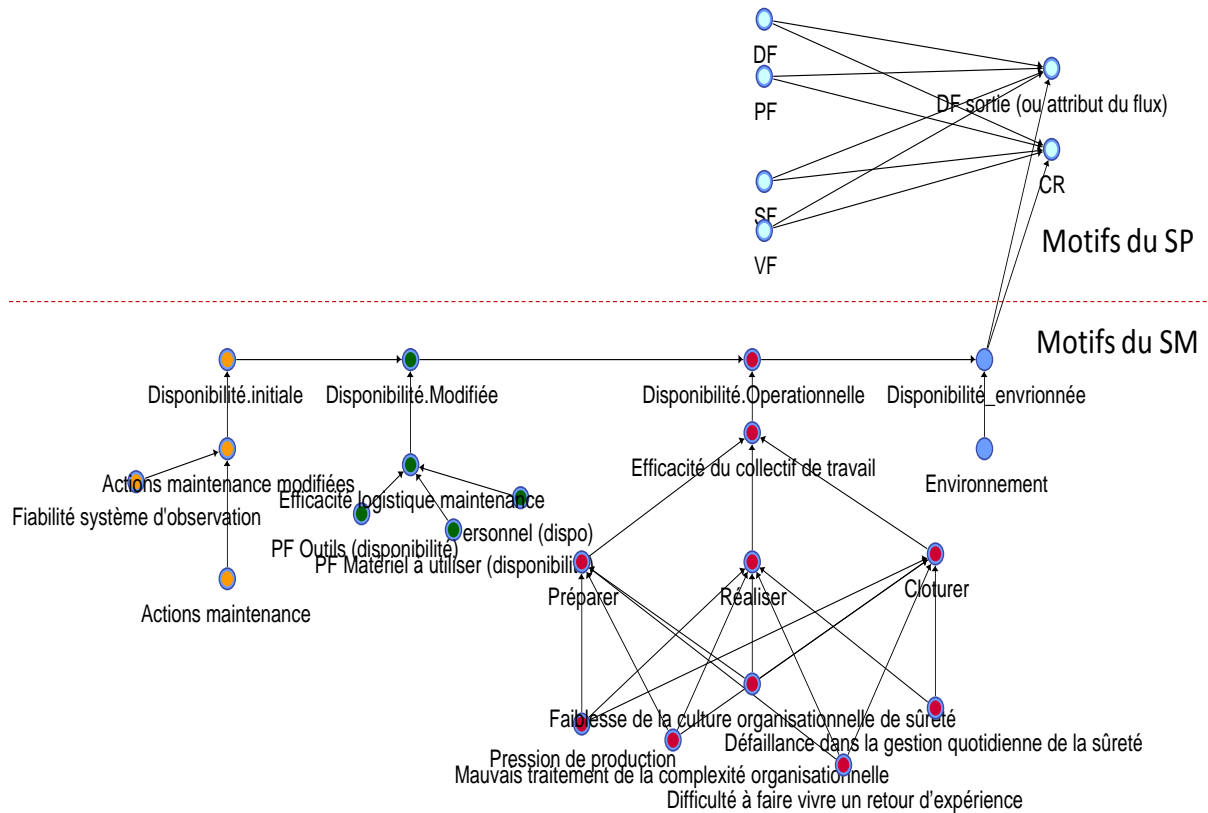 DF
PF
DF sortie (ou attribut du flux)
CR
SF
VF
Motifs du SP
Motifs du SM
Disponibilité.initiale
Disponibilité.Modifiée
Disponibilité.Operationnelle
Disponibilité_envrionnée
Efficacité du collectif de travail
Environnement
Actions maintenance modifiées
Efficacité logistique maintenance
Fiabilité système d'observation
Personnel (dispo)
PF Outils (disponibilité)
PF Matériel à utiliser (disponibilité)
Actions maintenance
Préparer
Réaliser
Cloturer
Faiblesse de la culture organisationnelle de sûreté
Défaillance dans la gestion quotidienne de la sûreté
Pression de production
Mauvais traitement de la complexité organisationnelle
Difficulté à faire vivre un retour d’expérience